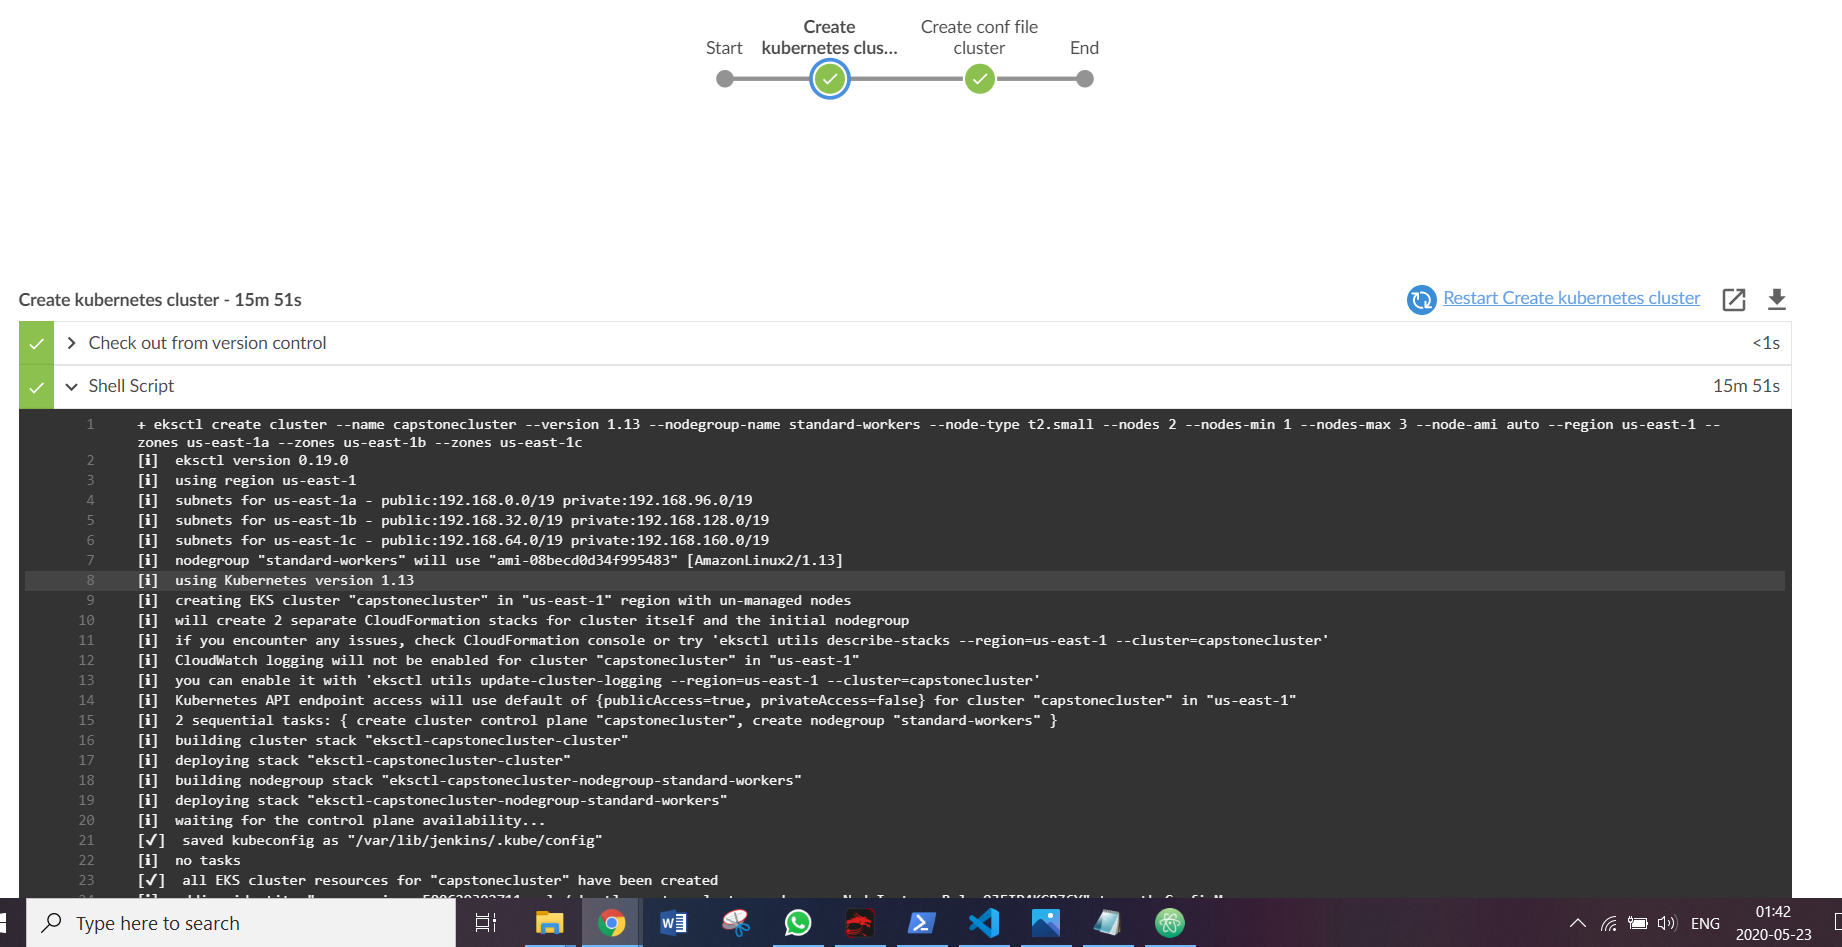 Create
kubernetes clus...
Create conf file
cluster
Start
End
Create kubernetes cluster - 15m 51s
Restart Create kubernetes cluster
Check out from version control
<1s
Shell Script
15m 51s
1 + eksctl create cluster --name capstonecluster --version 1.13 --nodegroup-name standard-workers --node-type t2.small --nodes 2 --nodes-min 1 --nodes-max 3 --node-ami auto --region us-east-1 --
zones us-east-1a --zones us-east-1b --zones us-east-1c
2 [i] eksctl version 0.19.0
3 [i] using region us-east-1
4 [i] subnets for us-east-1a - public:192.168.0.0/19 private:192.168.96.0/19
5 [i] subnets for us-east-1b - public:192.168.32.0/19 private:192.168.128.0/19
6 [i] subnets for us-east-1c - public:192.168.64.0/19 private:192.168.160.0/19
7 [i] nodegroup "standard-workers" will use "ami-08becd0d34f995483" [AmazonLinux2/1.13]
8 [i] using Kubernetes version 1.13
9 [i] creating EKS cluster "capstonecluster" in "us-east-1" region with un-managed nodes
10 [i] will create 2 separate CloudFormation stacks for cluster itself and the initial nodegroup
11 [i] if you encounter any issues, check CloudFormation console or try 'eksctl utils describe-stacks --region=us-east-1 --cluster=capstonecluster'
12 [i] CloudWatch logging will not be enabled for cluster "capstonecluster" in "us-east-1"
13 [i] you can enable it with 'eksctl utils update-cluster-logging --region=us-east-1 --cluster=capstonecluster'
14 [i] Kubernetes API endpoint access will use default of {publicAccess=true, privateAccess=false} for cluster "capstonecluster" in "us-east-1"
15 [i] 2 sequential tasks: { create cluster control plane "capstonecluster", create nodegroup "standard-workers" }
16 [i] building cluster stack "eksctl-capstonecluster-cluster"
17 [i] deploying stack "eksctl-capstonecluster-cluster"
18 [i] building nodegroup stack "eksctl-capstonecluster-nodegroup-standard-workers"
19 [i] deploying stack "eksctl-capstonecluster-nodegroup-standard-workers"
20 [i] waiting for the control plane availability...
21 [✓] saved kubeconfig as "/var/lib/jenkins/.kube/config"
22 [i] no tasks
23 [✓] all EKS cluster resources for "capstonecluster" have been created
Type here to search
ENG
01:42
2020-05-23